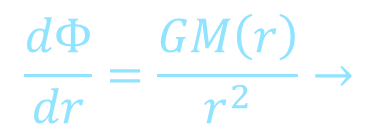 dΦ/dr = GM(r)/r² →